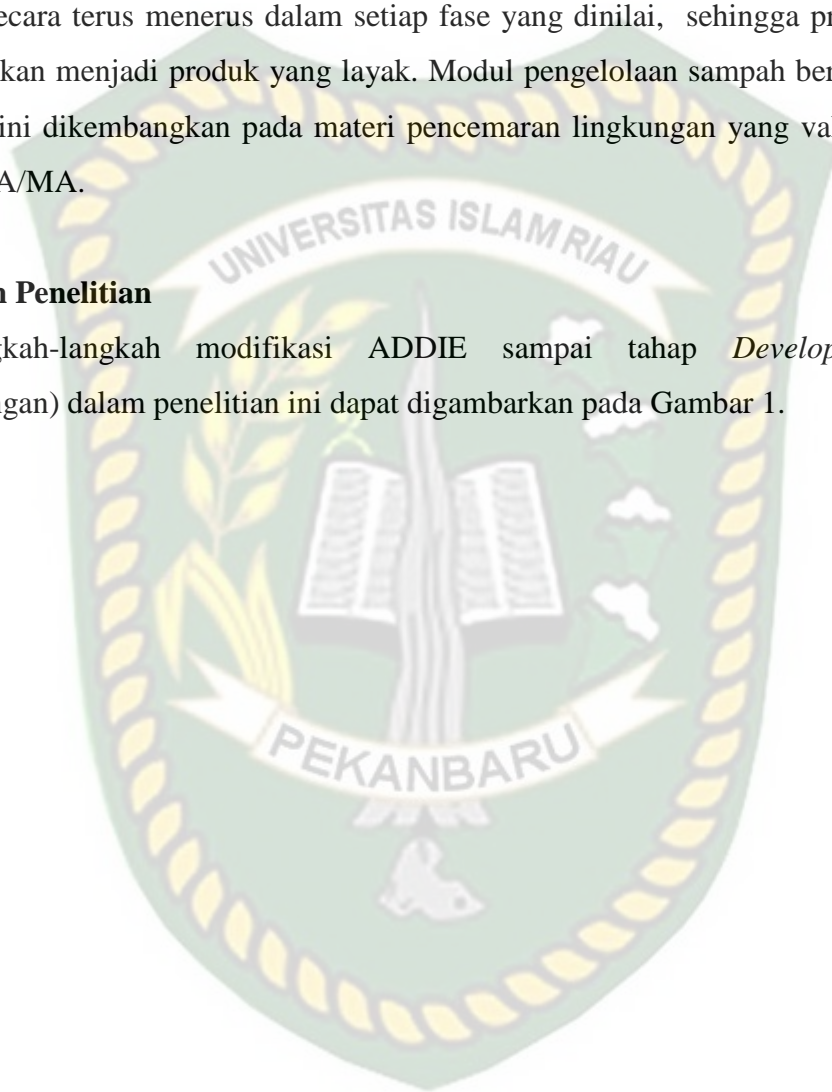 ecara terus menerus dalam setiap fase yang dinilai, sehingga pr
kan menjadi produk yang layak. Modul pengelolaan sampah ber
ini dikembangkan pada materi pencemaran lingkungan yang val
A/MA.
UNIVERSITAS ISLAM RIAU
n Penelitian
gkah-langkah modifikasi ADDIE sampai tahap Develop
ngan) dalam penelitian ini dapat digambarkan pada Gambar 1.
PEKANBARU